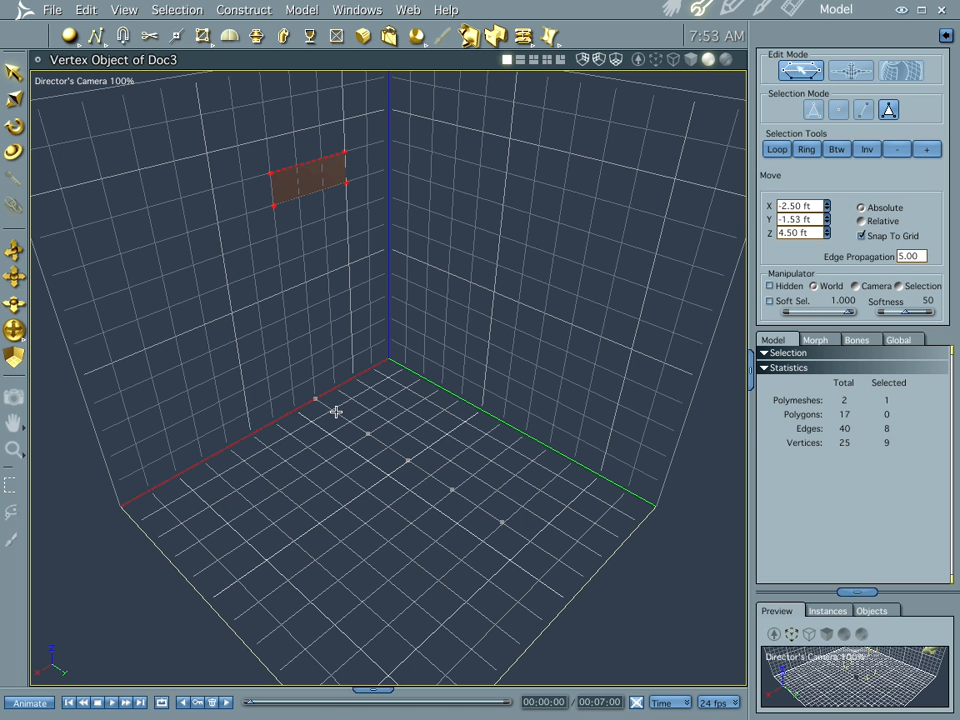 File Edit View Selection Construct Model Windows Web Help
Model
7:53 AM
Vertex Object of Doc3
Director's Camera 100%
Edit Mode
Selection Mode
Selection Tools
Loop Ring Btw Inv - +
Move
X -2.50 ft
Y -1.53 ft
Z 4.50 ft
Absolute
Relative
Snap To Grid
Edge Propagation 5.00
Manipulator
Hidden World Camera Selection
Soft Sel. 1.000 Softness 50
Model Morph Bones Global
Selection
Statistics
Total Selected
Polymeshes: 2 1
Polygons: 17 0
Edges: 40 8
Vertices: 25 9
Preview Instances Objects
Director's Camera 100%
Z
X
Y
Animate
00:00:00 / 00:07:00
Time
24 fps